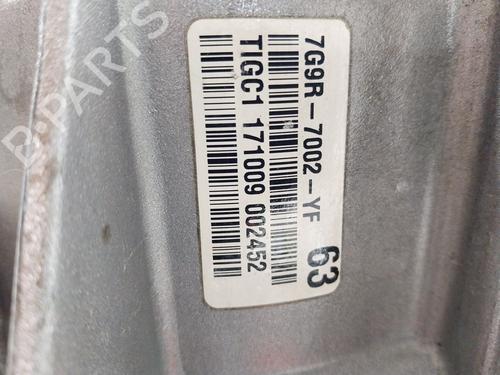 7G9R-7002-YF
63
TIGC1 171009 002452
B-PARTS